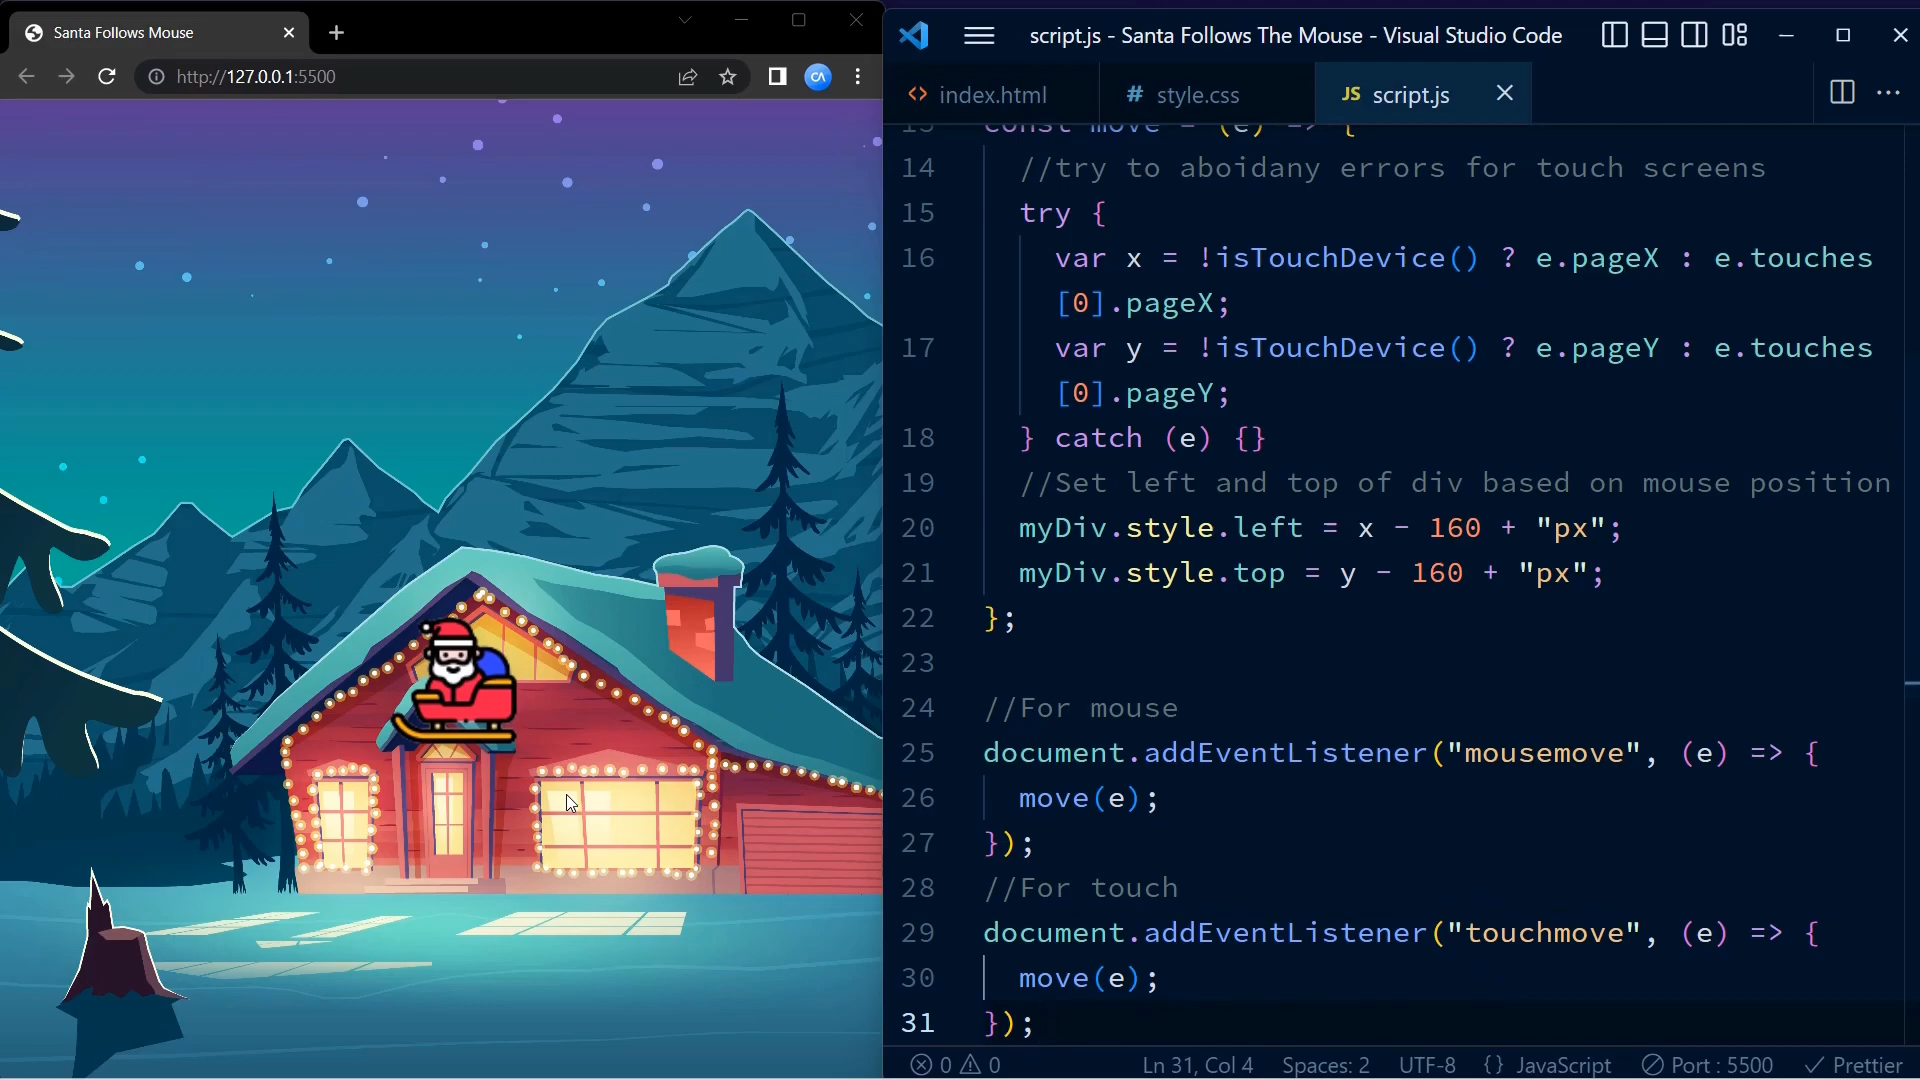 Santa Follows Mouse
http://127.0.0.1:5500
CA
script.js - Santa Follows The Mouse - Visual Studio Code
<> index.html
# style.css
JS script.js
13 const move = (e) => {
14 //try to aboidany errors for touch screens
15 try {
16 var x = !isTouchDevice() ? e.pageX : e.touches
[0].pageX;
17 var y = !isTouchDevice() ? e.pageY : e.touches
[0].pageY;
18 } catch (e) {}
19 //Set left and top of div based on mouse position
20 myDiv.style.left = x - 160 + "px";
21 myDiv.style.top = y - 160 + "px";
22 };
23
24 //For mouse
25 document.addEventListener("mousemove", (e) => {
26 move(e);
27 });
28 //For touch
29 document.addEventListener("touchmove", (e) => {
30 move(e);
31 });
0 0 Ln 31, Col 4 Spaces: 2 UTF-8 {} JavaScript Port : 5500 Prettier